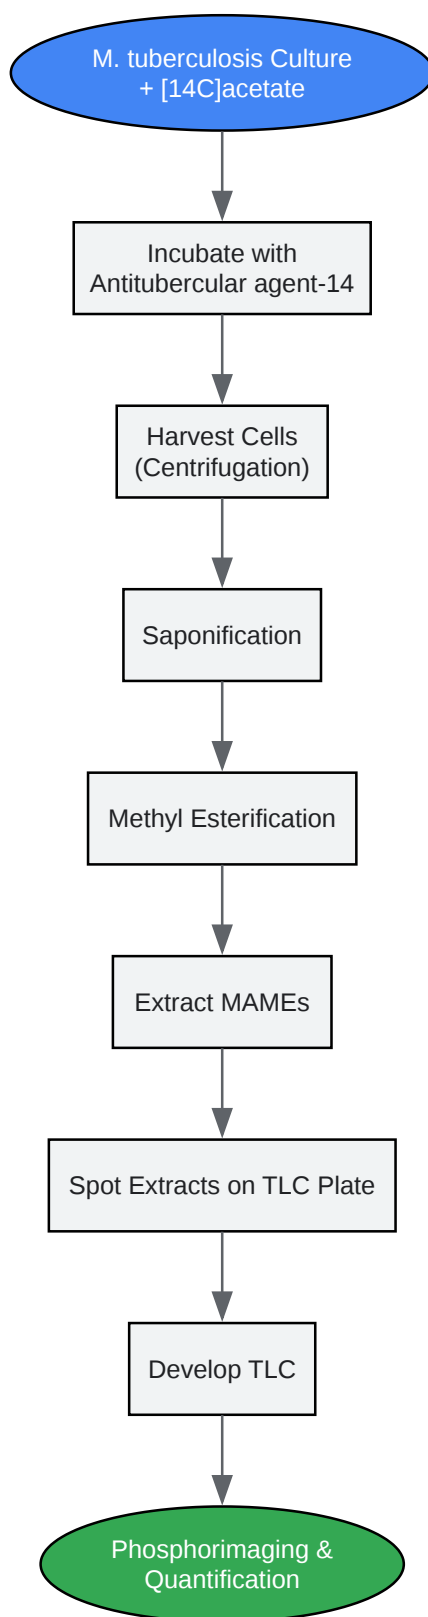 M. tuberculosis Culture
+ [14C]acetate
Incubate with
Antitubercular agent-14
Harvest Cells
(Centrifugation)
Saponification
Methyl Esterification
Extract MAMEs
Spot Extracts on TLC Plate
Develop TLC
Phosphorimaging &
Quantification